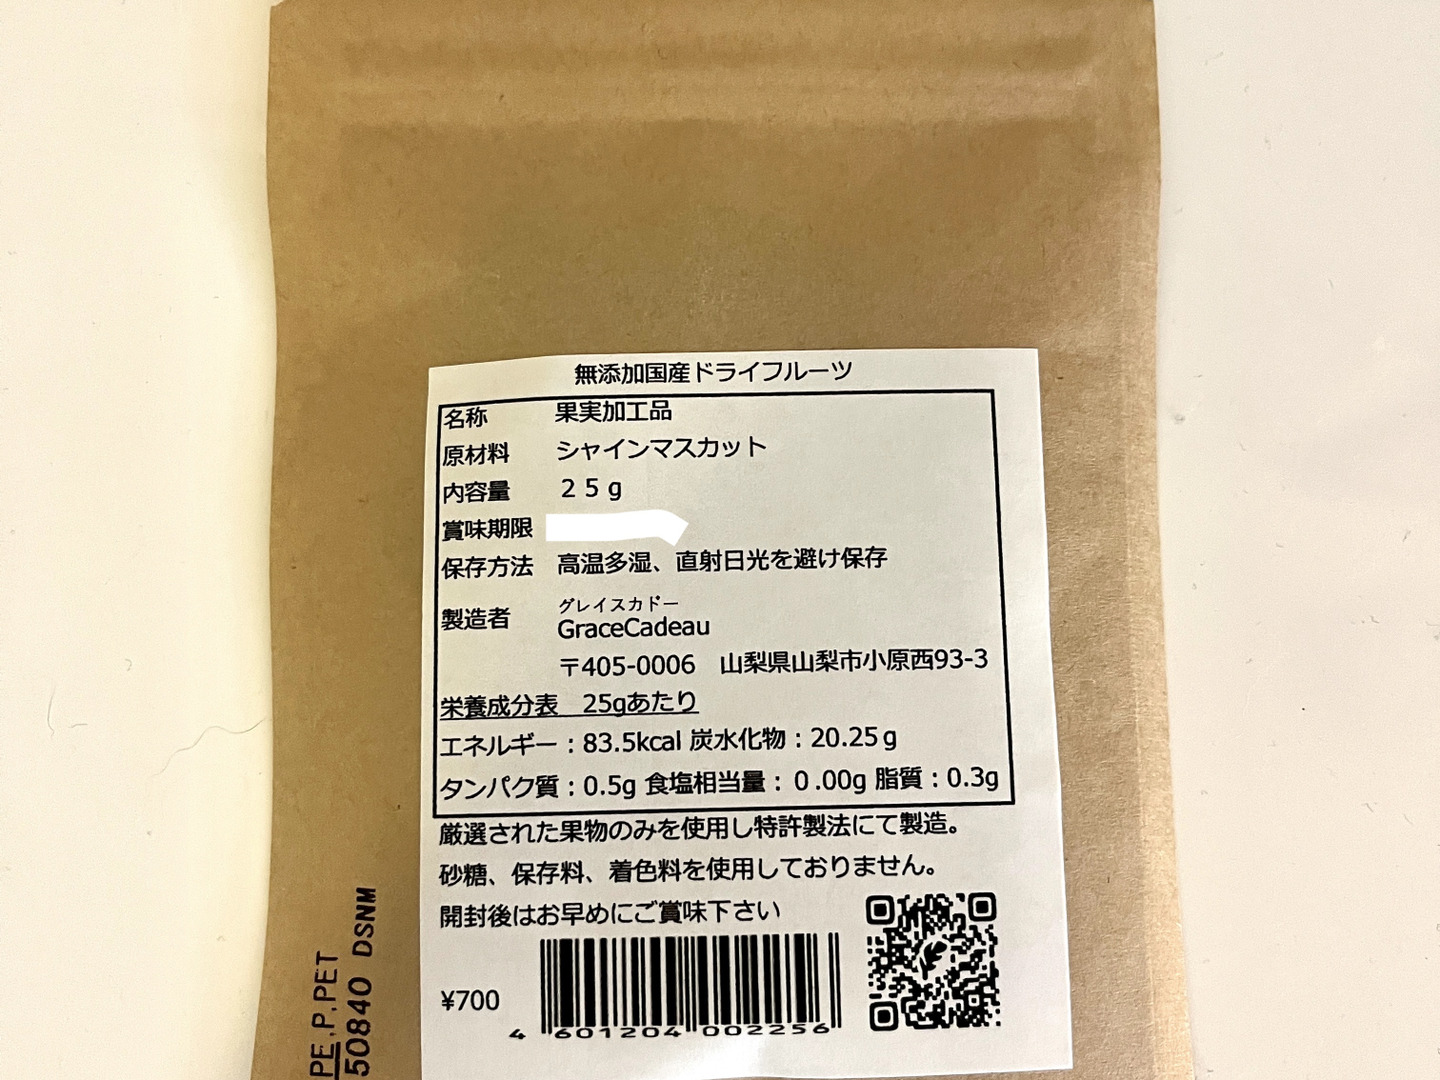 無添加国産ドライフルーツ
名称 果実加工品
原材料 シャインマスカット
内容量 25g
賞味期限
保存方法 高温多湿、直射日光を避け保存
グレイスカドー
製造者 GraceCadeau
〒405-0006 山梨県山梨市小原西93-3
栄養成分表 25gあたり
エネルギー：83.5kcal 炭水化物：20.25g
タンパク質：0.5g 食塩相当量：0.00g 脂質：0.3g
厳選された果物のみを使用し特許製法にて製造。
砂糖、保存料、着色料を使用しておりません。
開封後はお早めにご賞味下さい
¥700
4 601204 002256
PE,P,PET
50840 DSNM